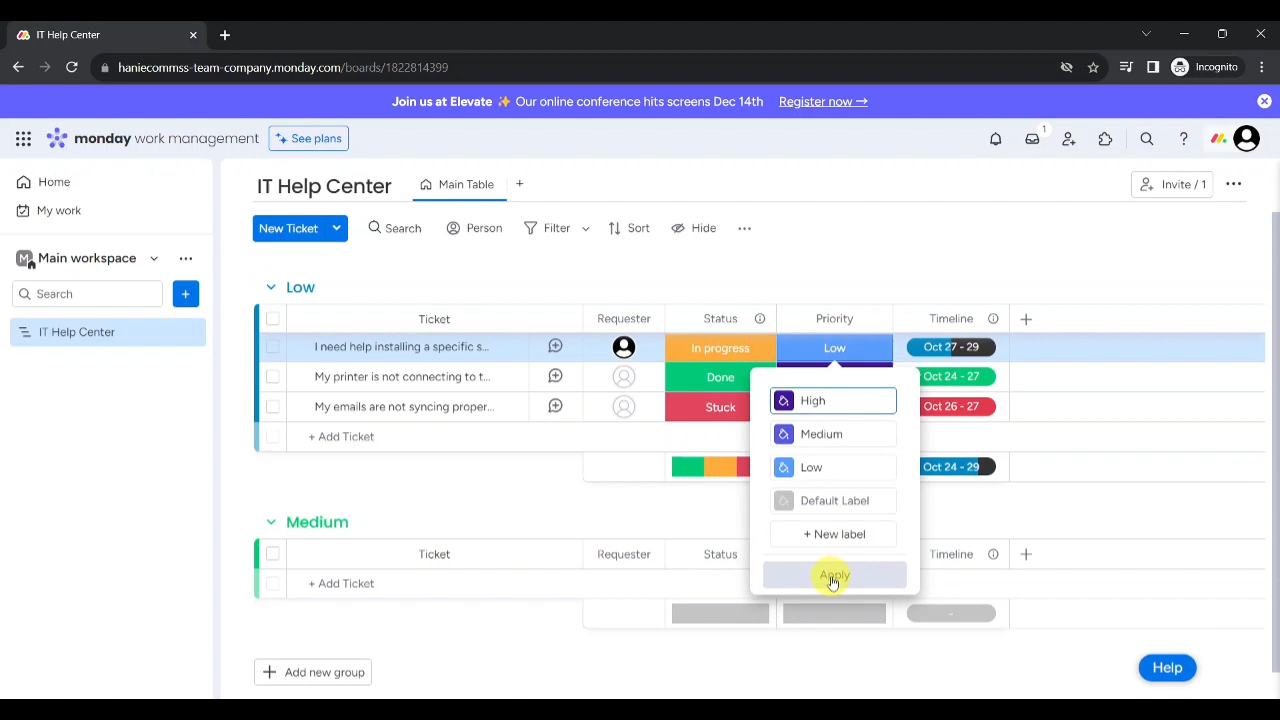 IT Help Center
haniecommss-team-company.monday.com/boards/1822814399
Incognito
Join us at Elevate ✨ Our online conference hits screens Dec 14th Register now →
monday work management
See plans
1
Home
My work
M Main workspace
Search
+
IT Help Center
IT Help Center
Main Table
+
Invite / 1
New Ticket
Search
Person
Filter
Sort
Hide
Low
Ticket Requester Status Priority Timeline
I need help installing a specific s... In progress Low Oct 27 - 29
My printer is not connecting to t... Done Oct 24 - 27
My emails are not syncing proper... Stuck Oct 26 - 27
+ Add Ticket
Oct 24 - 29
High
Medium
Low
Default Label
+ New label
Apply
Medium
Ticket Requester Status Timeline
+ Add Ticket
-
+ Add new group
Help